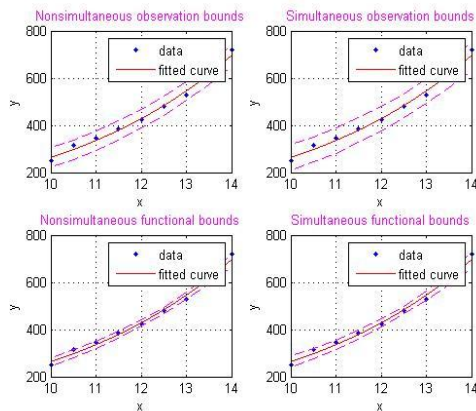 Nonsimultaneous observation bounds
800
600
400
200
y
data
fitted curve
10 11 12 13 14
x
Simultaneous observation bounds
800
600
400
200
y
data
fitted curve
10 11 12 13 14
x
Nonsimultaneous functional bounds
800
600
400
200
y
data
fitted curve
10 11 12 13 14
x
Simultaneous functional bounds
800
600
400
200
y
data
fitted curve
10 11 12 13 14
x